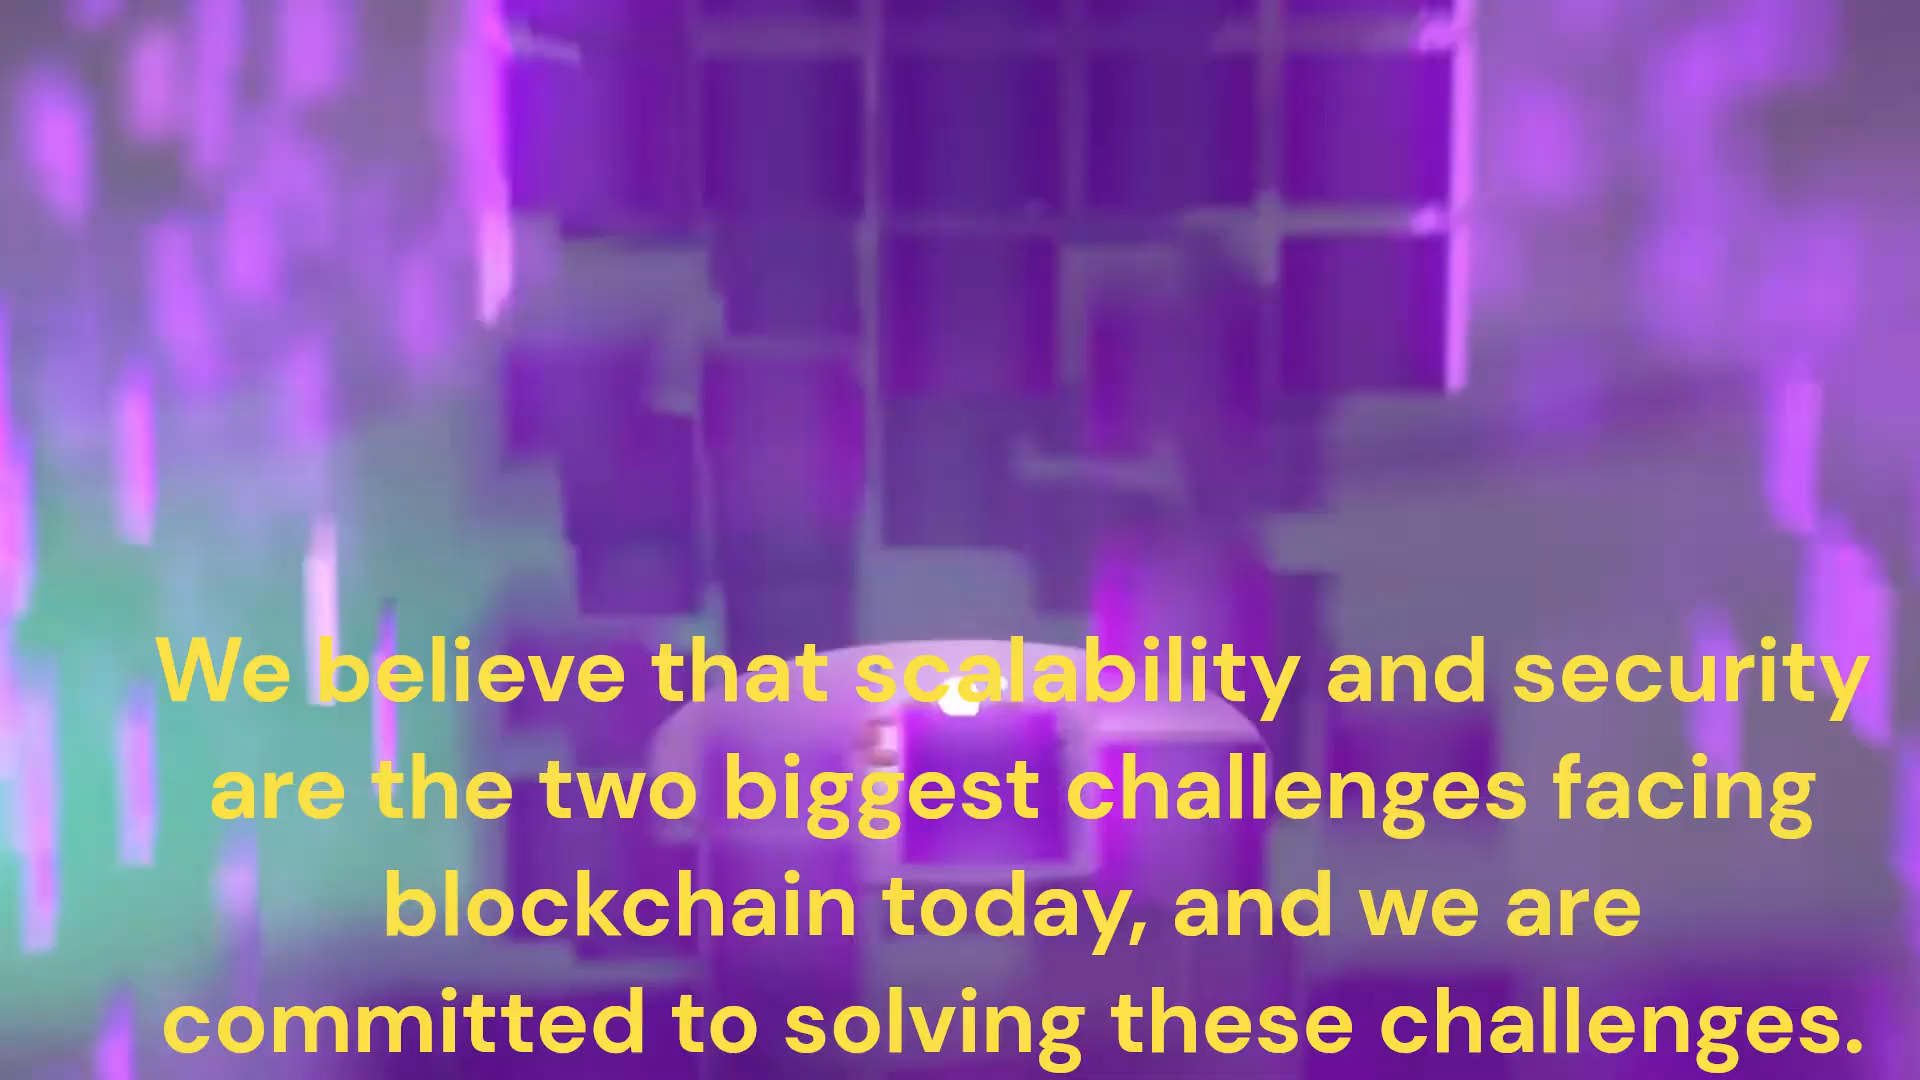 We believe that scalability and security
are the two biggest challenges facing
blockchain today, and we are
committed to solving these challenges.